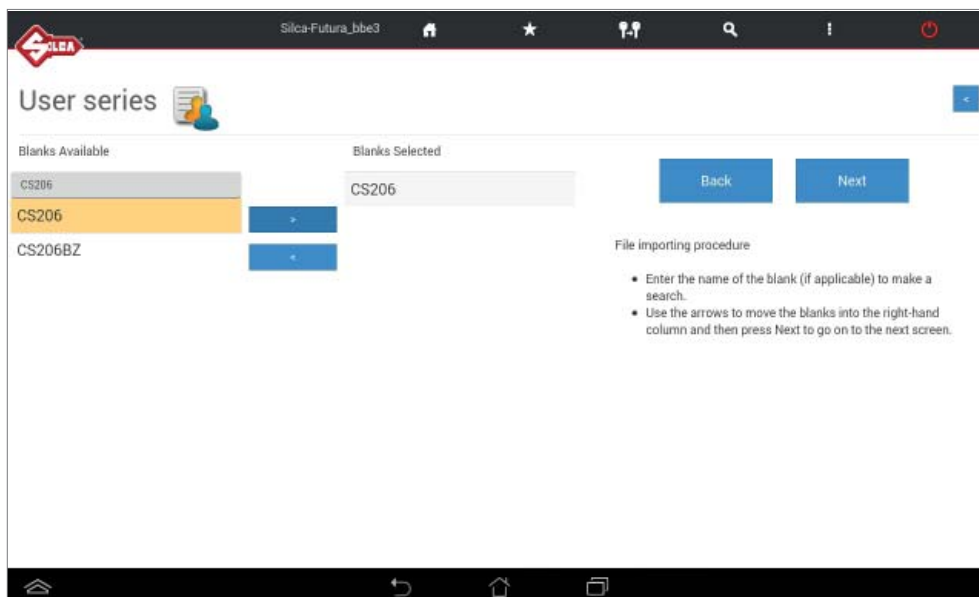 SILCA
Silca-Futura_bbe3
User series
<
Blanks Available
Blanks Selected
CS206
CS206
CS206
Back
Next
>
CS206BZ
<
File importing procedure
• Enter the name of the blank (if applicable) to make a
search.
• Use the arrows to move the blanks into the right-hand
column and then press Next to go on to the next screen.